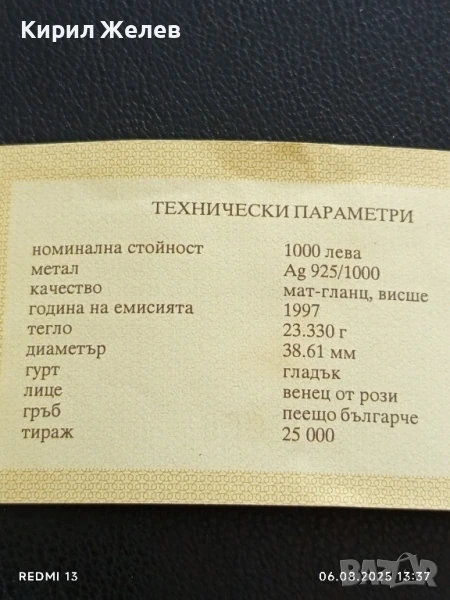 Кирил Желев
ТЕХНИЧЕСКИ ПАРАМЕТРИ
номинална стойност 1000 лева
метал Ag 925/1000
качество мат-гланц, висше
година на емисията 1997
тегло 23.330 г
диаметър 38.61 мм
гурт гладък
лице венец от рози
гръб пеещо българче
тираж 25 000
REDMI 13 06.08.2025 13:37
BAZAR